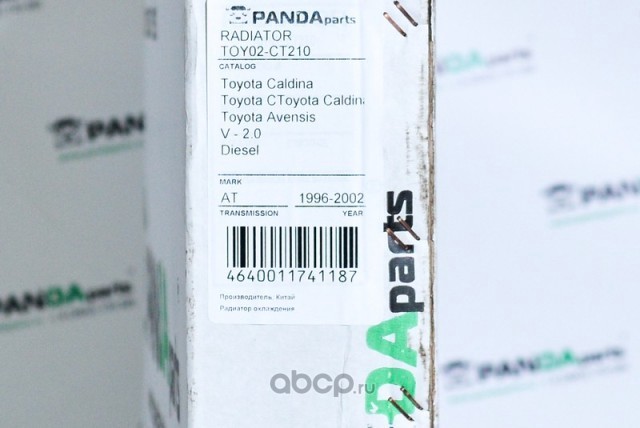 PANDAparts
RADIATOR
TOY02-CT210
CATALOG
Toyota Caldina
Toyota CToyota Caldina
Toyota Avensis
V - 2.0
Diesel
MARK
AT 1996-2002
TRANSMISSION YEAR
4640011741187
Производитель: Китай
Радиатор охлаждения
DAparts
abcp.ru
PANDAparts
PANDAparts
DAparts
PANDAparts
PANDAparts